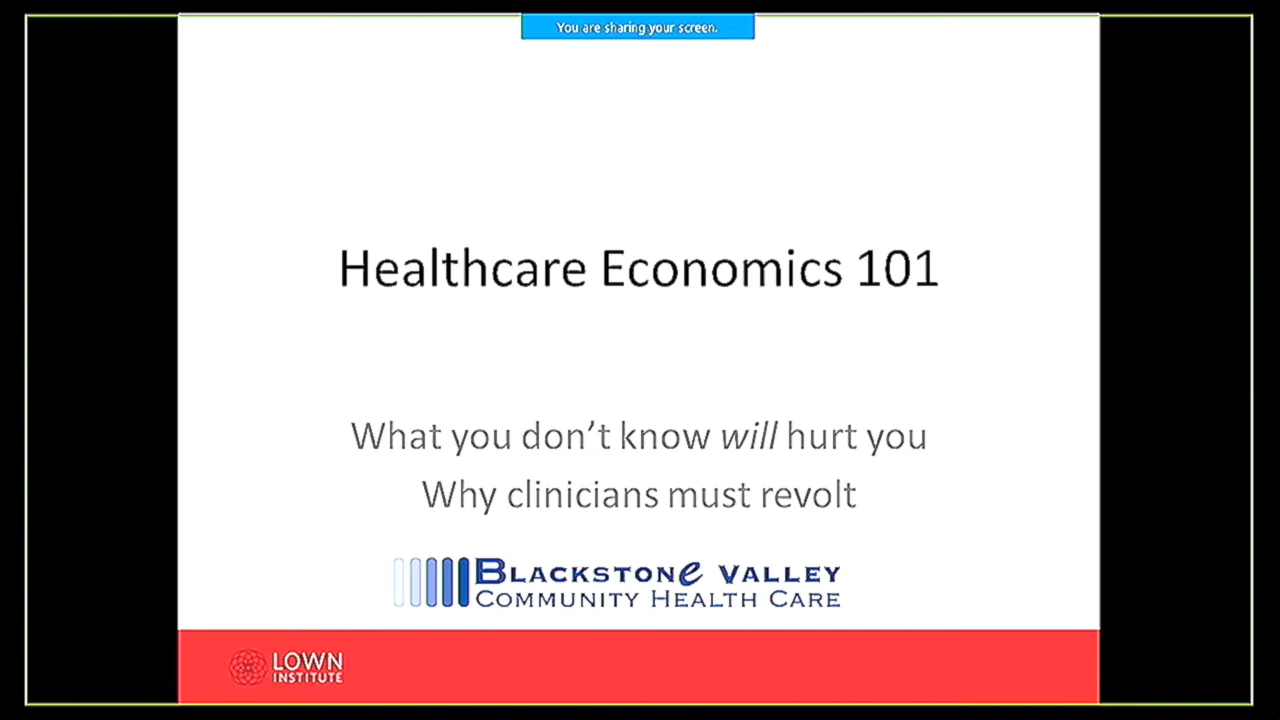 You are sharing your screen.
Healthcare Economics 101
What you don't know will hurt you
Why clinicians must revolt
BLACKSTONe VALLEY
COMMUNITY HEALTH CARE
LOWN
INSTITUTE